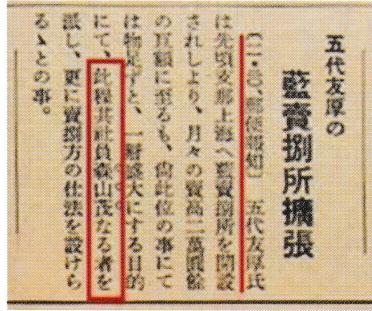 五代友厚の
藍賣捌所擴張
郵便報知〕 五代友厚氏
は先頃支那上海へ藍賣捌所を開設
されしより、月々の賣高二萬圓餘
の巨額に至るも、尙此位の事にて
は物足らずと、一層盛大にする目的
にて、此程其社員森山茂なる者を
派し、更に賣捌方の仕法を設けら
るゝとの事。